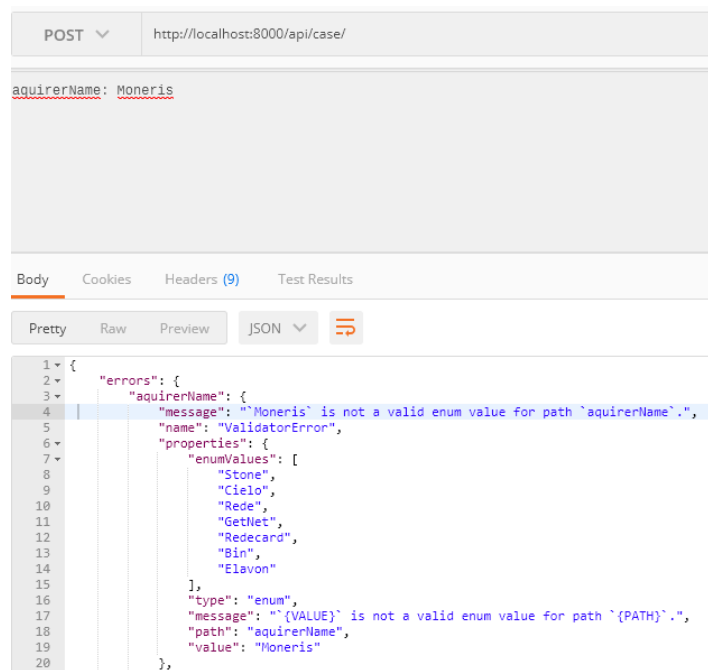 POST http://localhost:8000/api/case/
aquirerName: Moneris
Body Cookies Headers (9) Test Results
Pretty Raw Preview JSON
1 {
2 "errors": {
3 "aquirerName": {
4 "message": "`Moneris` is not a valid enum value for path `aquirerName`.",
5 "name": "ValidatorError",
6 "properties": {
7 "enumValues": [
8 "Stone",
9 "Cielo",
10 "Rede",
11 "GetNet",
12 "Redecard",
13 "Bin",
14 "Elavon"
15 ],
16 "type": "enum",
17 "message": "`{VALUE}` is not a valid enum value for path `{PATH}`.",
18 "path": "aquirerName",
19 "value": "Moneris"
20 },